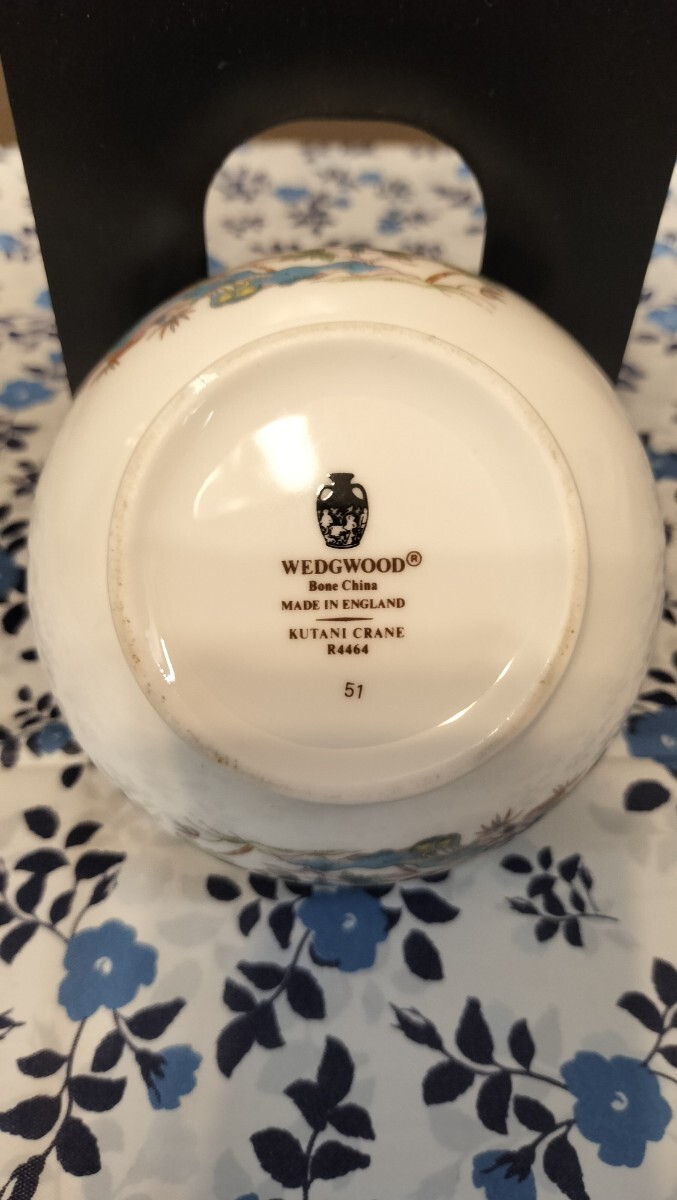 WEDGWOOD®
Bone China
MADE IN ENGLAND
KUTANI CRANE
R4464
51